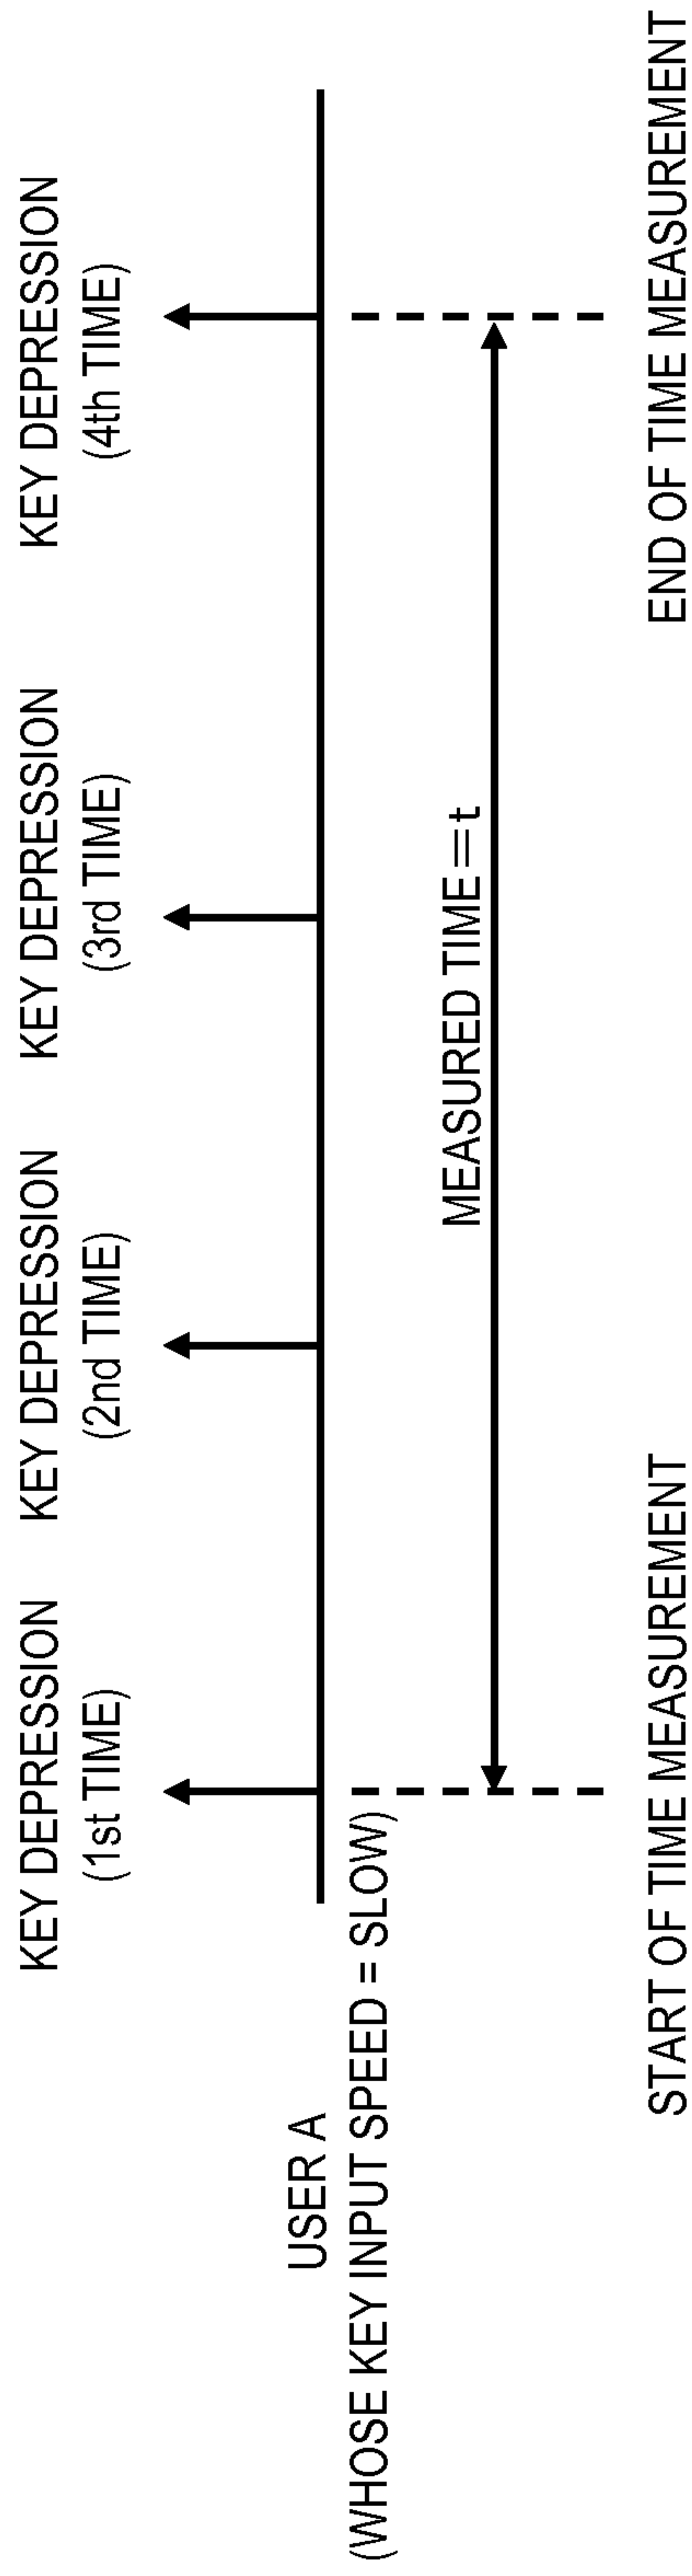 KEY DEPRESSION
(1st TIME)
KEY DEPRESSION
(2nd TIME)
KEY DEPRESSION
(3rd TIME)
KEY DEPRESSION
(4th TIME)
USER A
(WHOSE KEY INPUT SPEED = SLOW)
MEASURED TIME=t
START OF TIME MEASUREMENT
END OF TIME MEASUREMENT